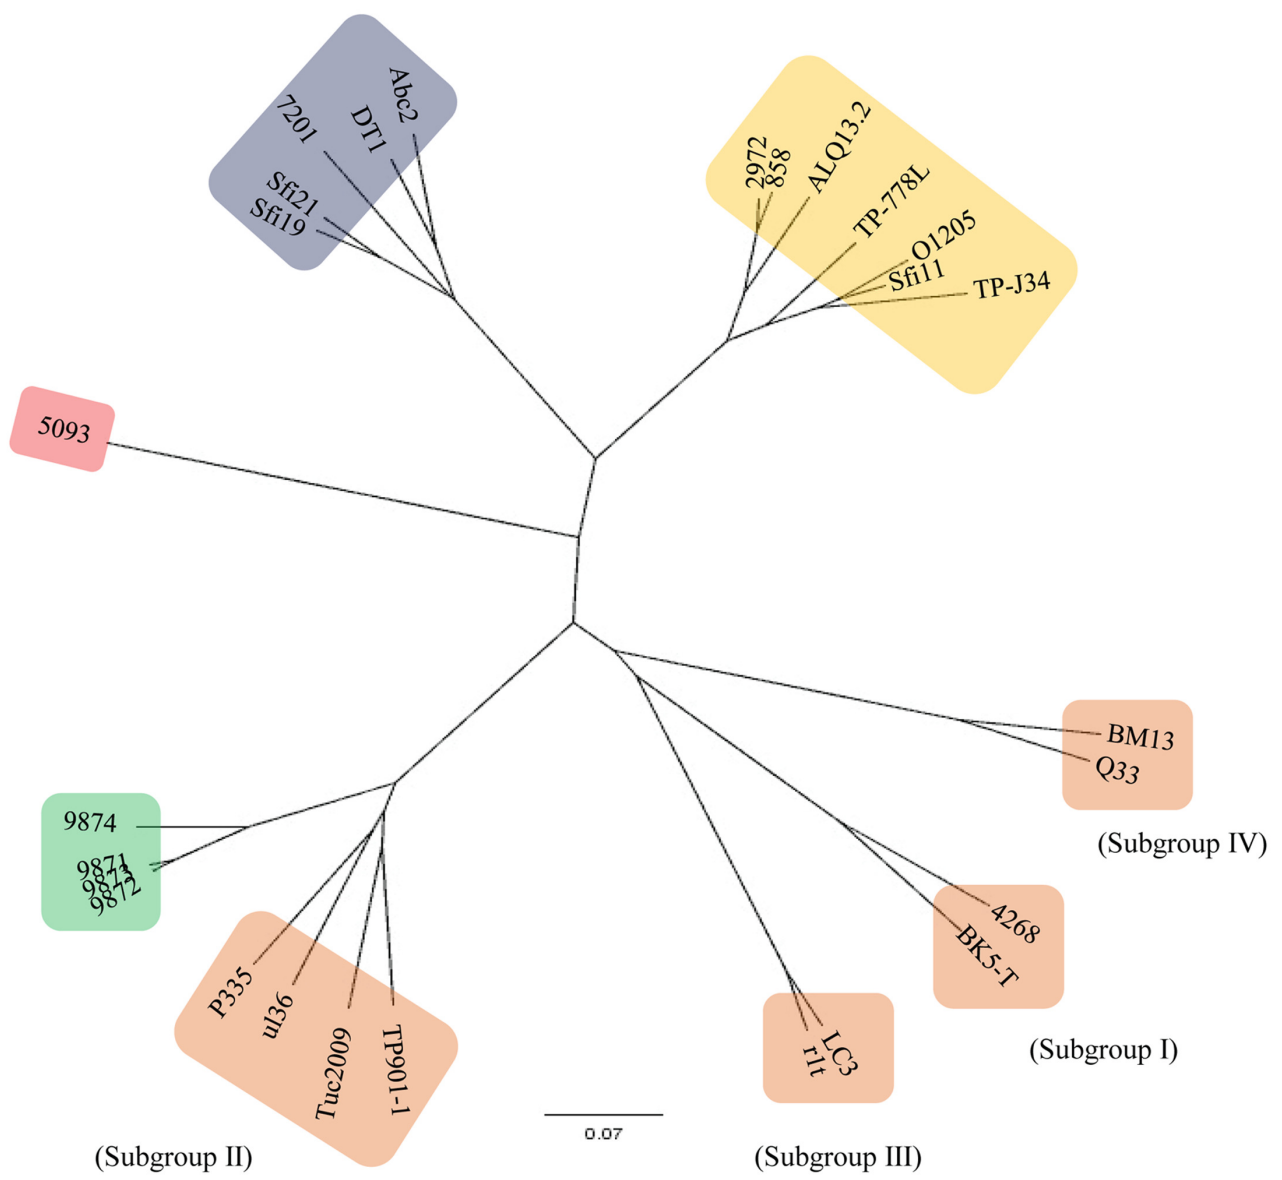 Abc2
DT1
7201
Sfi21
Sfi19
2972
858
ALQ13.2
TP-778L
O1205
Sfi11
TP-J34
5093
BM13
Q33
(Subgroup IV)
9874
9871
9873
9872
4268
BK5-T
(Subgroup I)
P335
ul36
Tuc2009
TP901-1
LC3
r1t
0.07
(Subgroup II)
(Subgroup III)